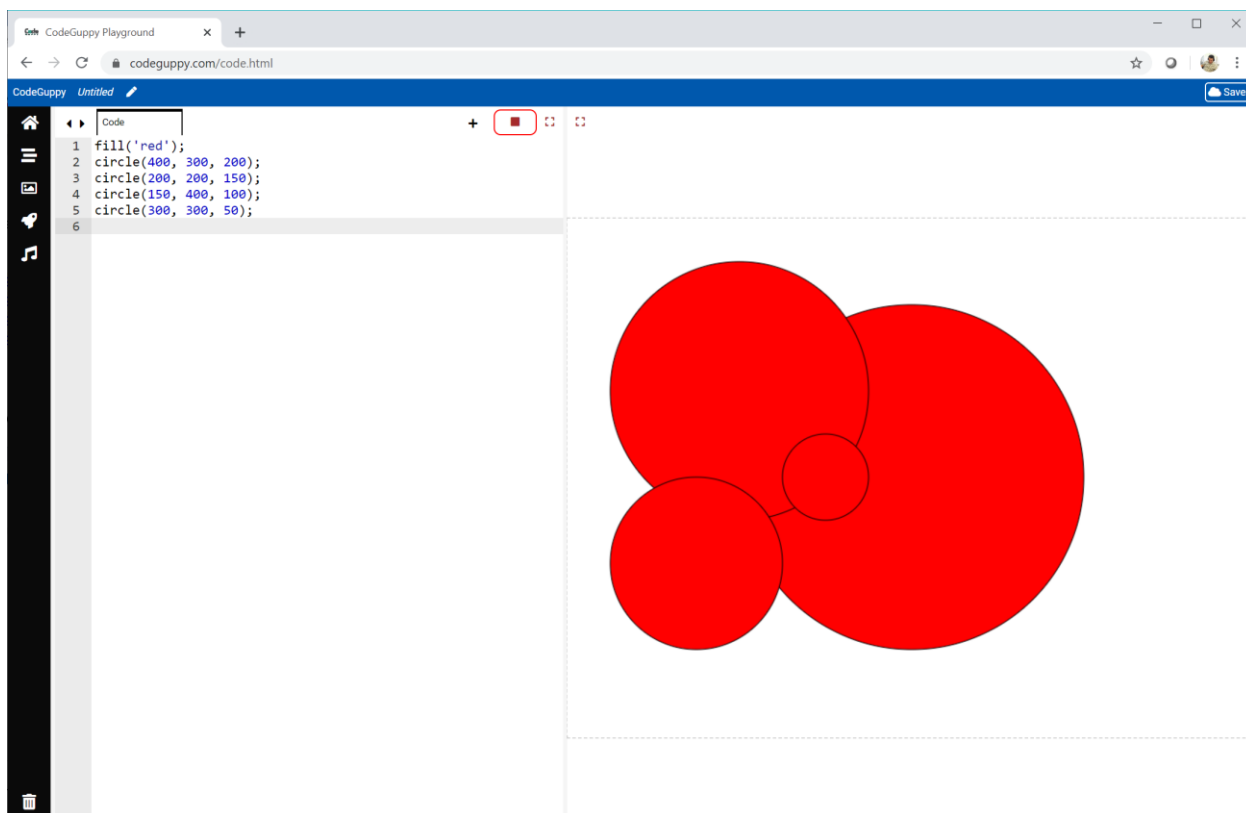 CodeGuppy Playground
codeguppy.com/code.html
CodeGuppy Untitled Save
Code
1 fill('red');
2 circle(400, 300, 200);
3 circle(200, 200, 150);
4 circle(150, 400, 100);
5 circle(300, 300, 50);
6